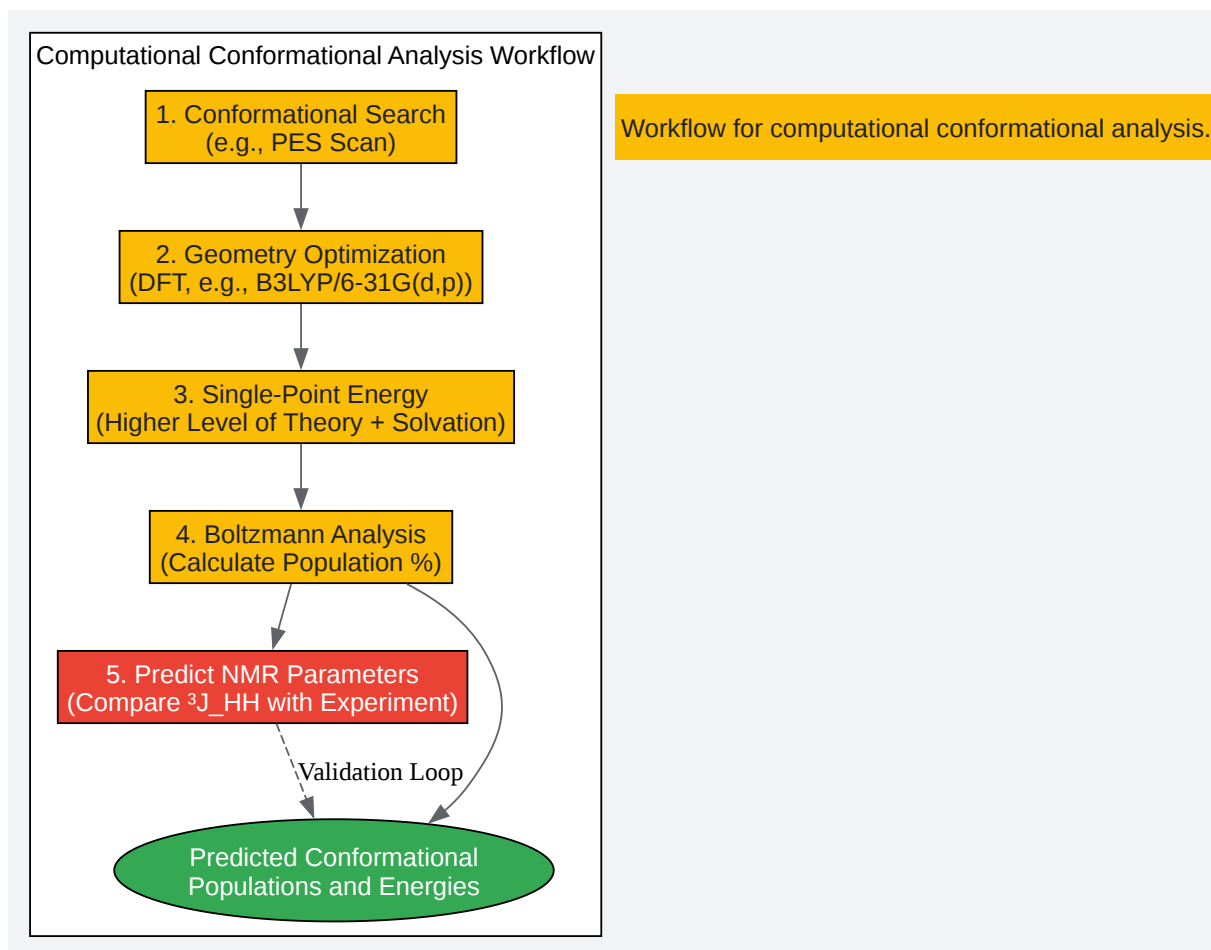 Computational Conformational Analysis Workflow
1. Conformational Search
(e.g., PES Scan)
Workflow for computational conformational analysis.
2. Geometry Optimization
(DFT, e.g., B3LYP/6-31G(d,p))
3. Single-Point Energy
(Higher Level of Theory + Solvation)
4. Boltzmann Analysis
(Calculate Population %)
5. Predict NMR Parameters
(Compare ³J_HH with Experiment)
Validation Loop
Predicted Conformational
Populations and Energies